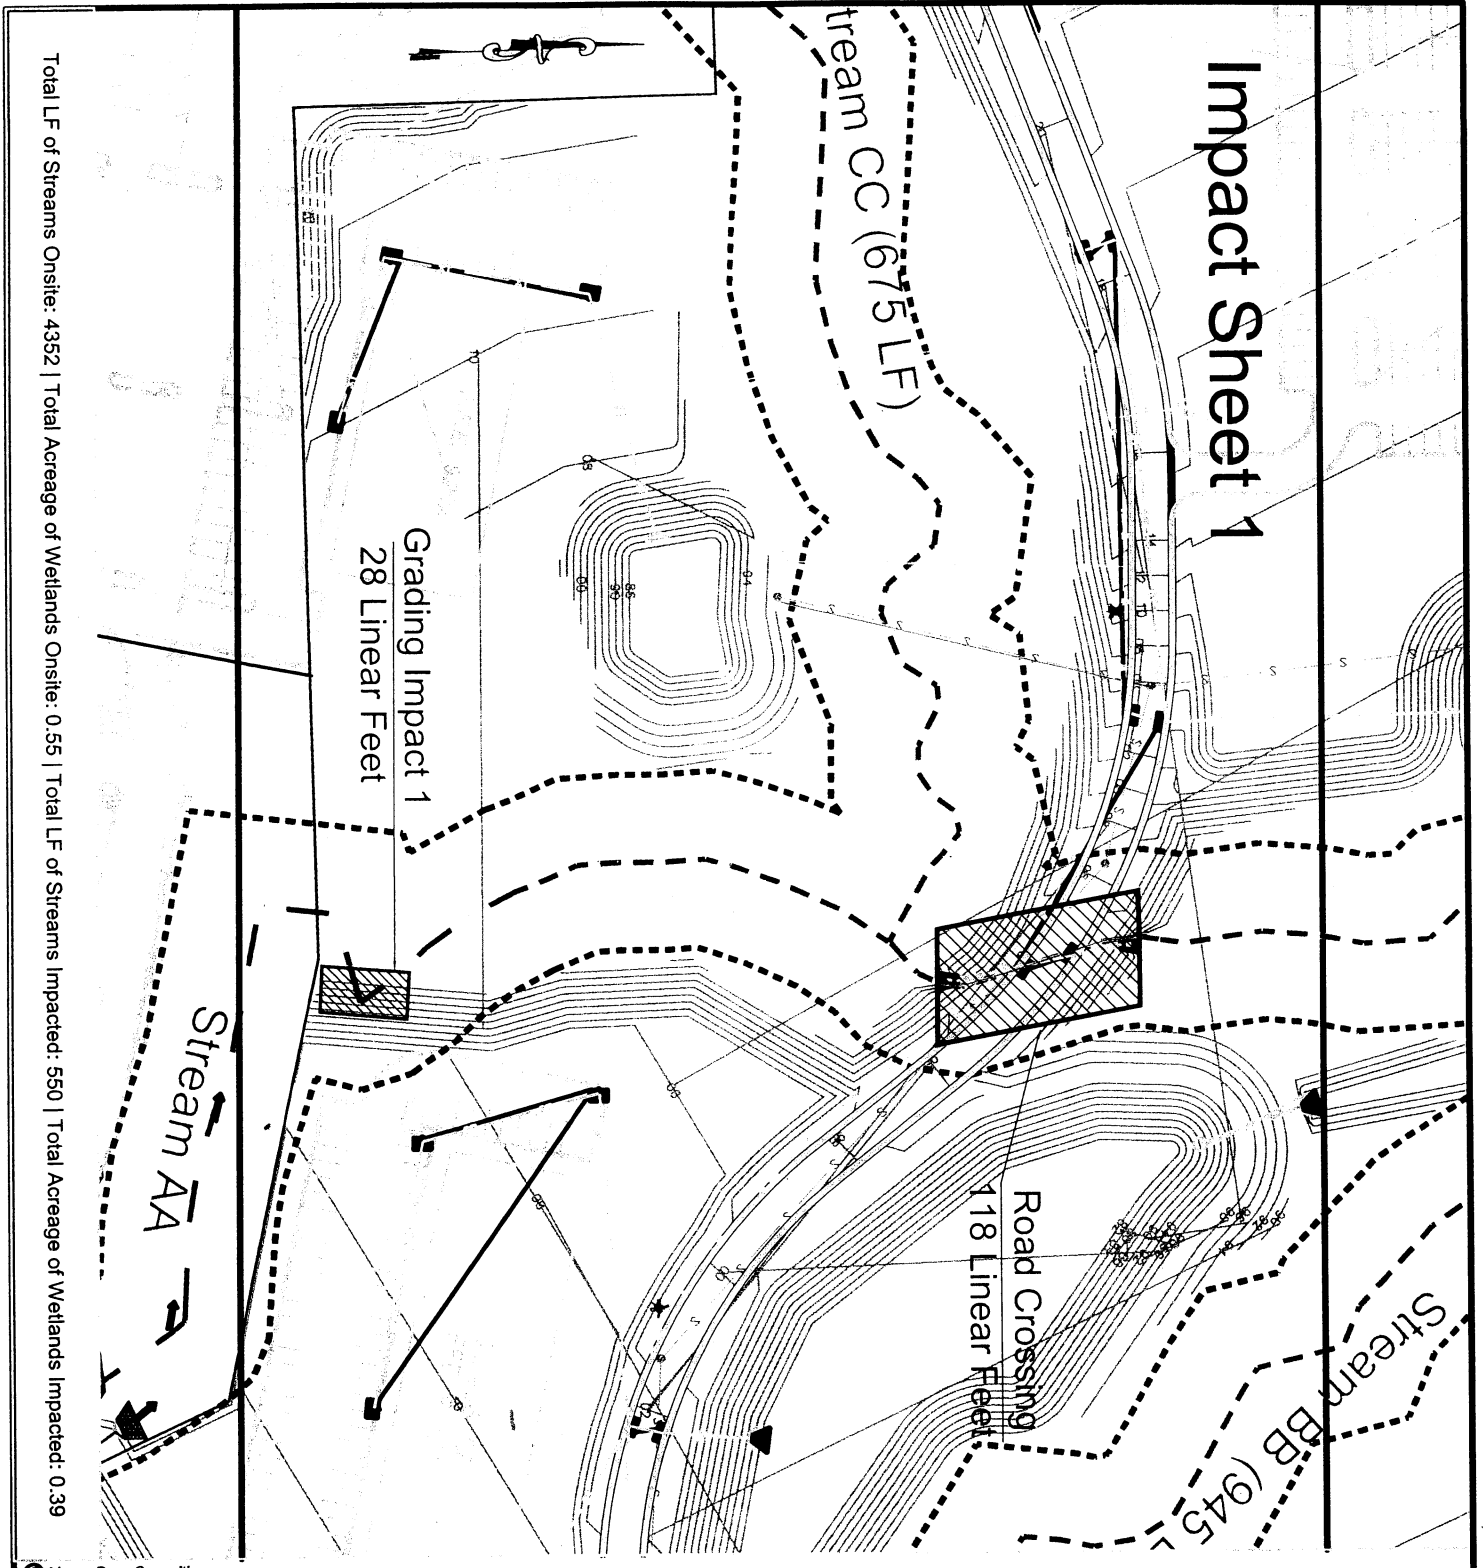 Impact Sheet 1
tream CC (675 LF)
Grading Impact 1
28 Linear Feet
Road Crossing
118 Linear Feet
Stream BB (945 L
Stream AA
Total LF of Streams Onsite: 4352 | Total Acreage of Wetlands Onsite: 0.55 | Total LF of Streams Impacted: 550 | Total Acreage of Wetlands Impacted: 0.39